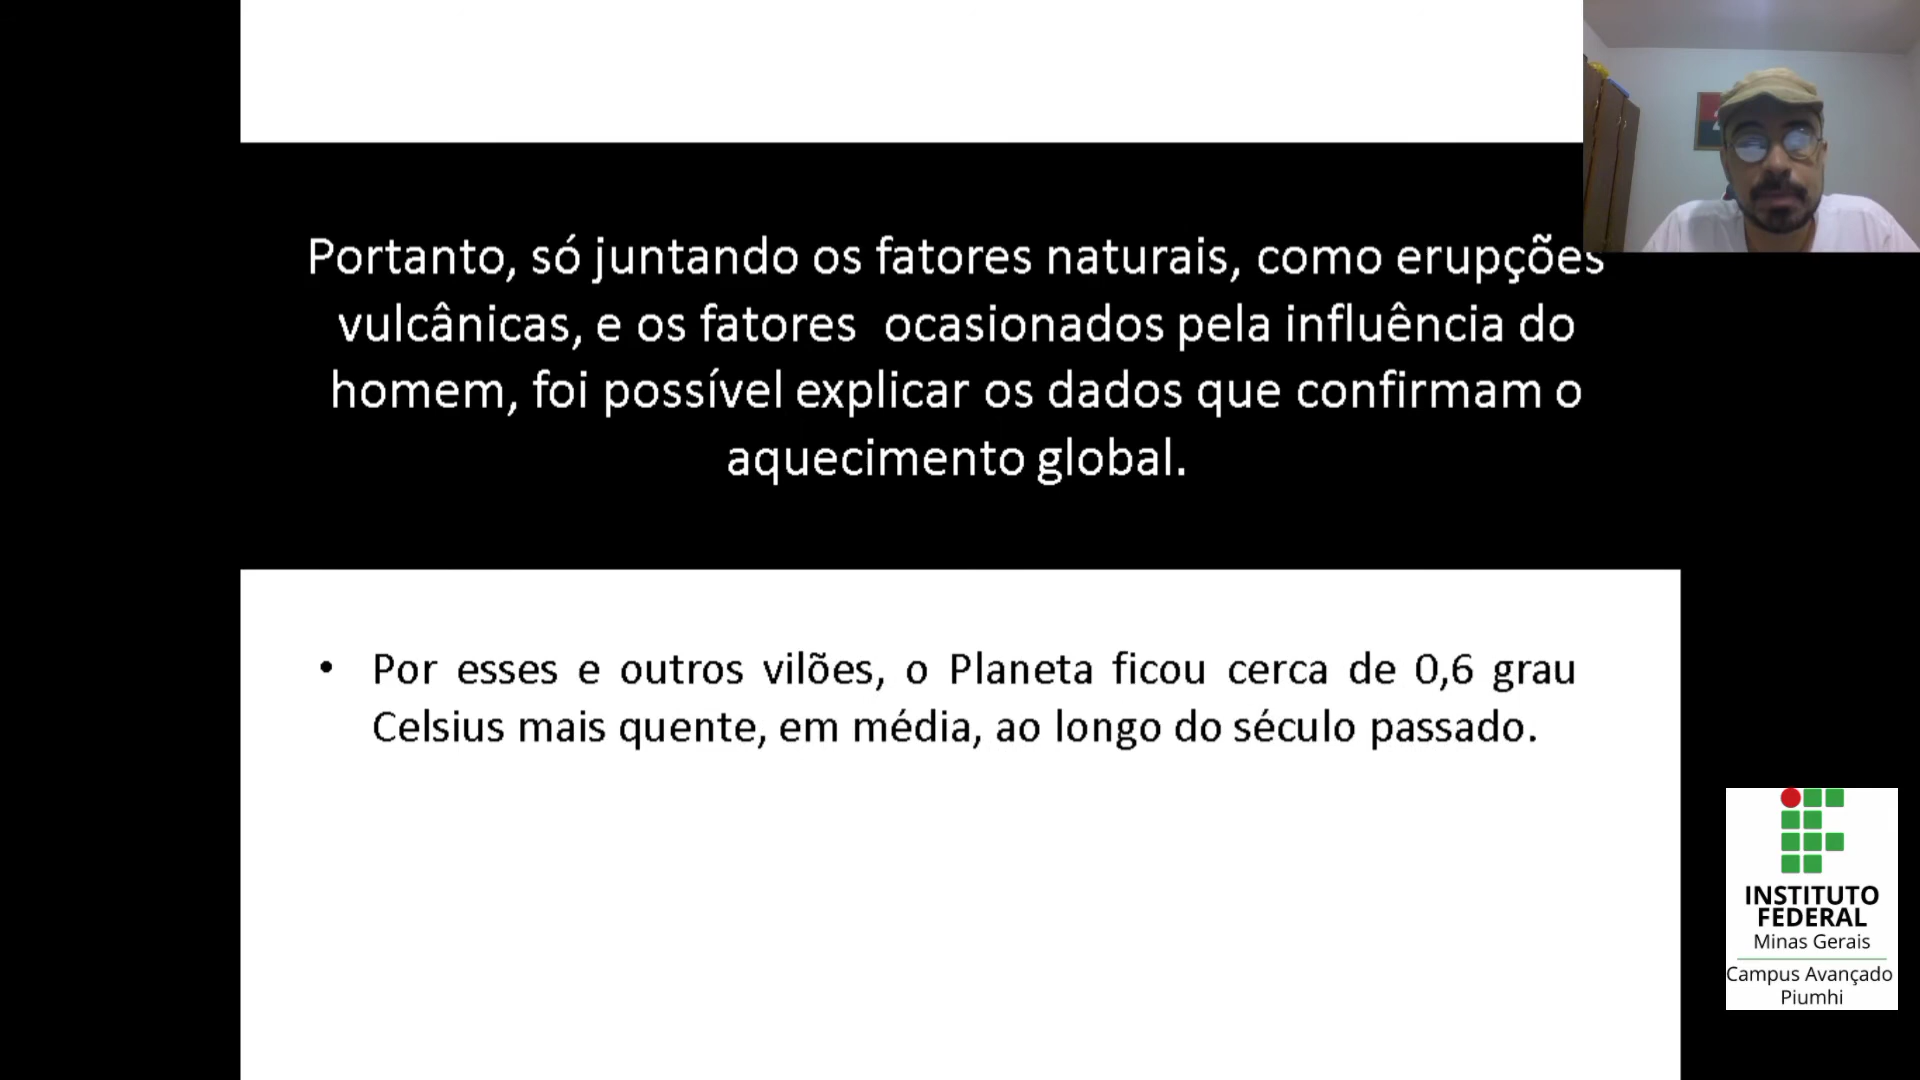 Portanto, só juntando os fatores naturais, como erupções
vulcânicas, e os fatores ocasionados pela influência do
homem, foi possível explicar os dados que confirmam o
aquecimento global.
• Por esses e outros vilões, o Planeta ficou cerca de 0,6 grau
Celsius mais quente, em média, ao longo do século passado.
INSTITUTO
FEDERAL
Minas Gerais
Campus Avançado
Piumhi